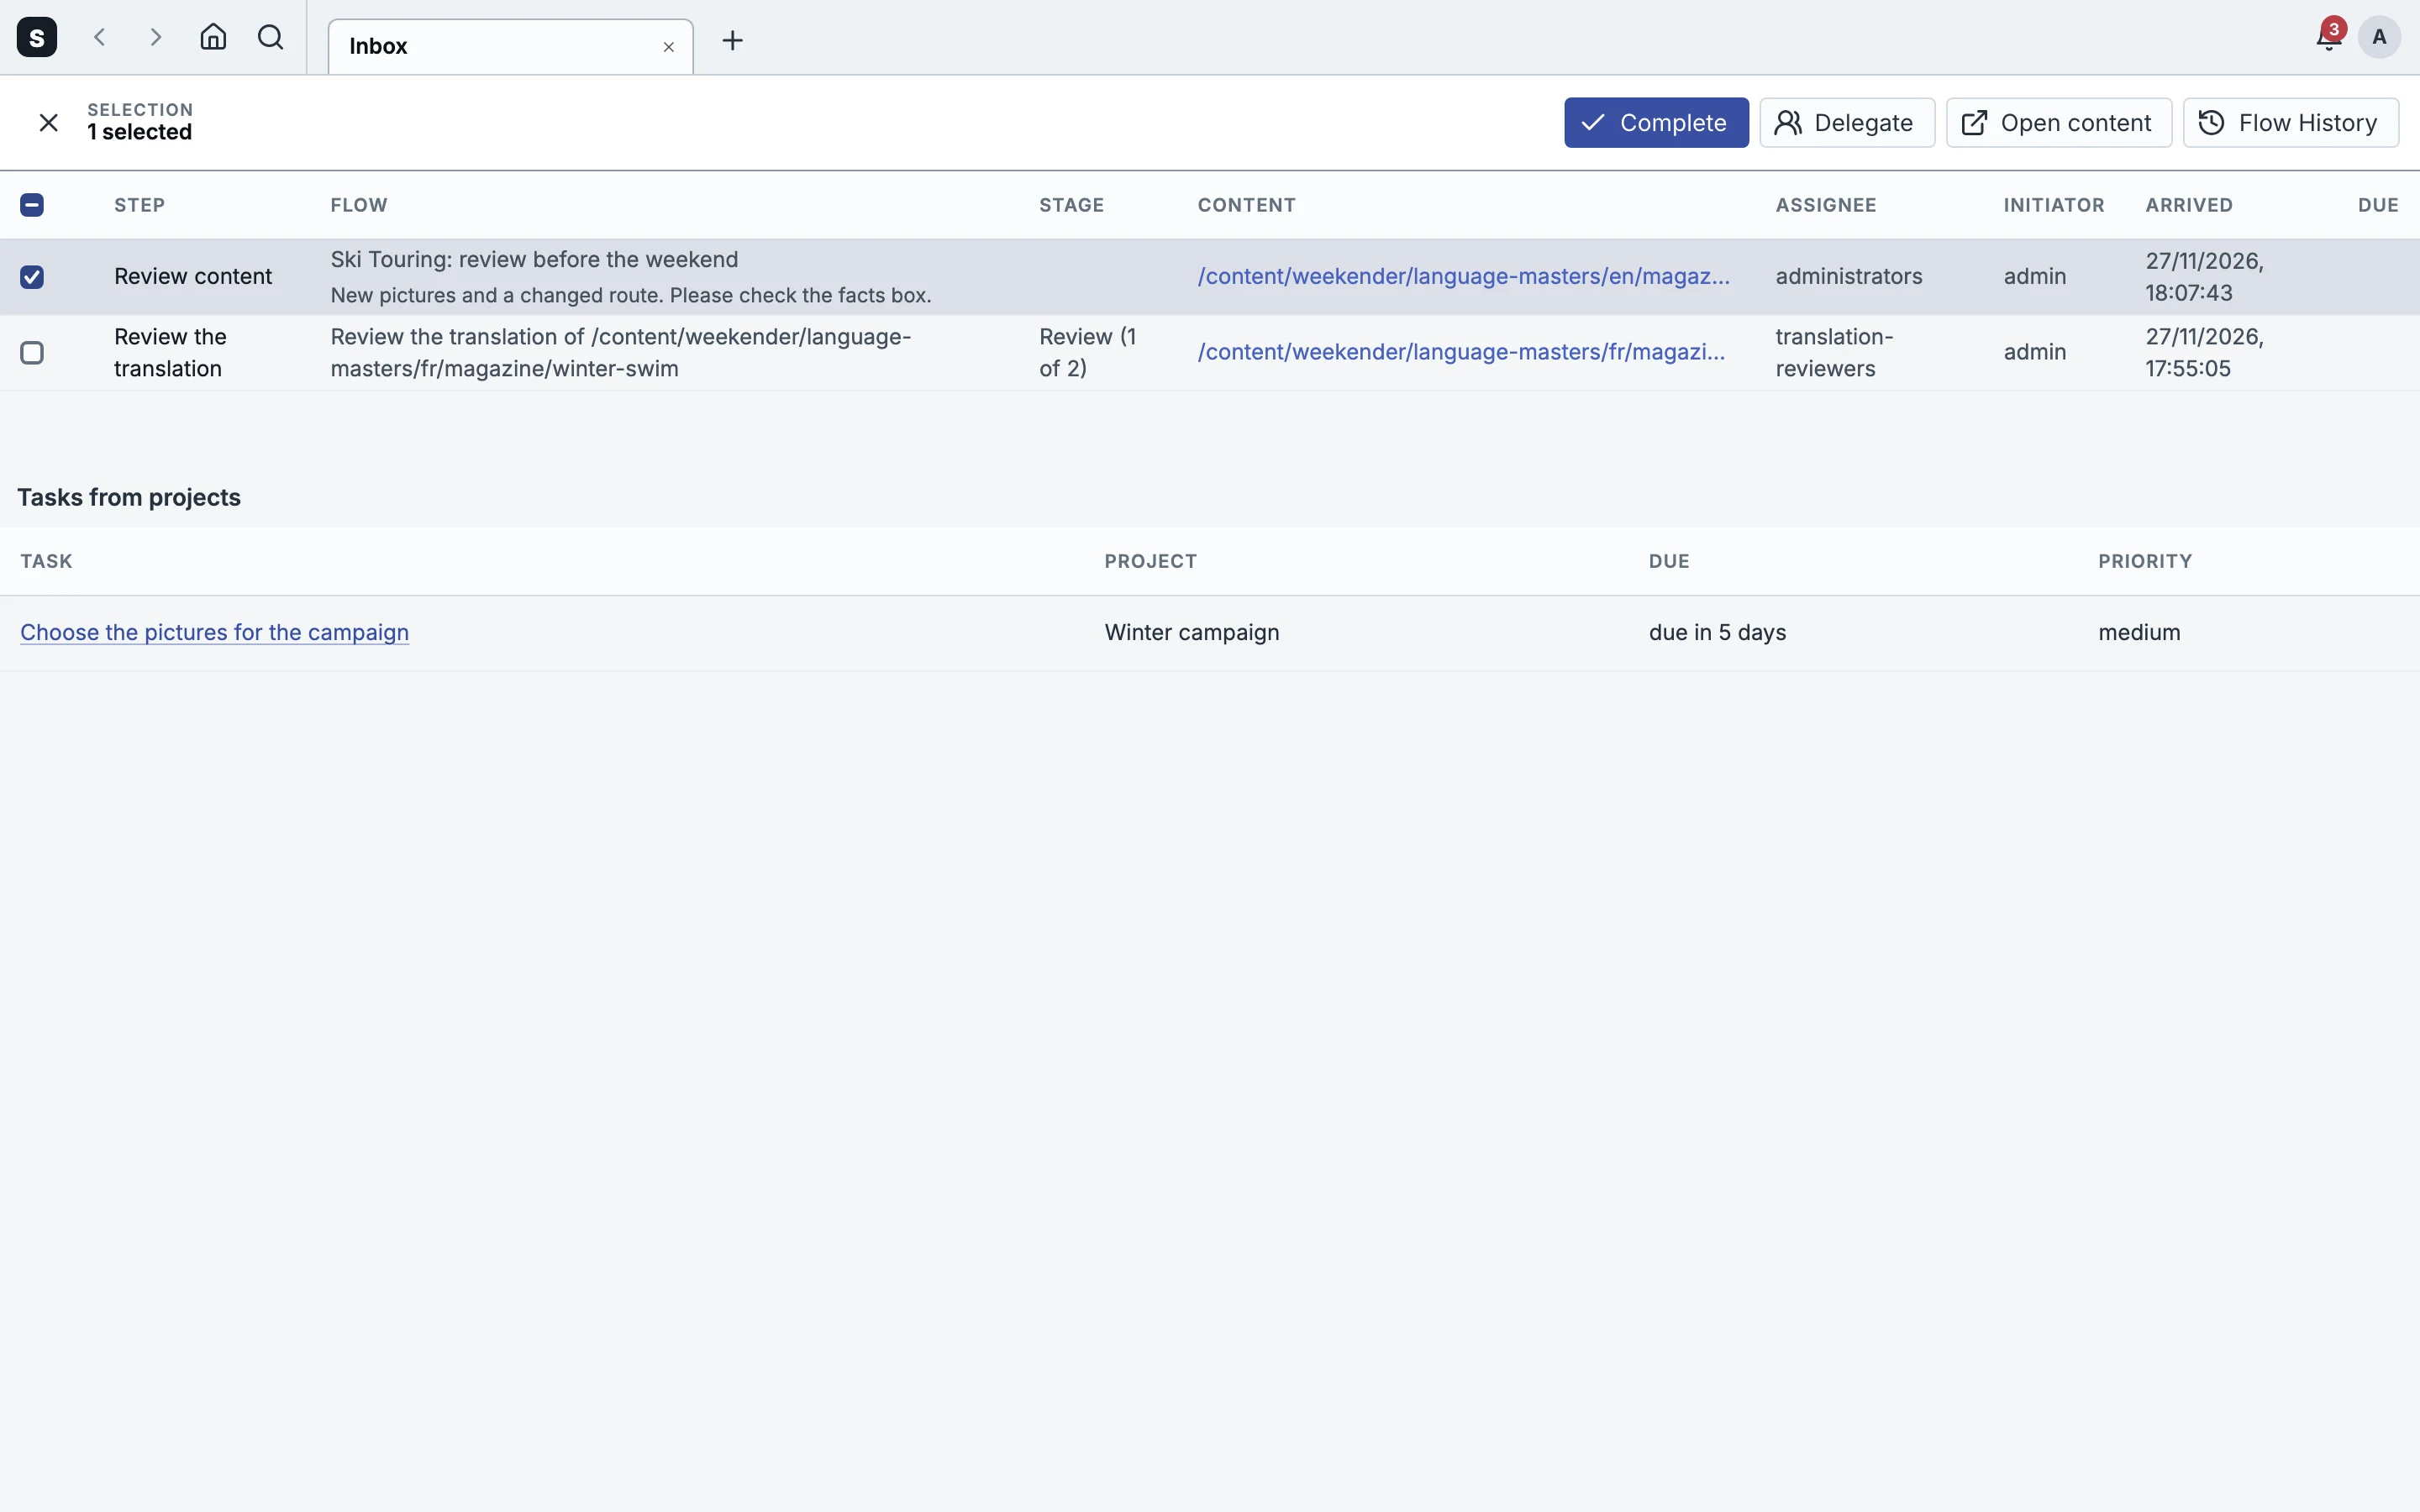 S
Inbox
3
A
SELECTION
1 selected
Complete
Delegate
Open content
Flow History
STEP
FLOW
STAGE
CONTENT
ASSIGNEE
INITIATOR
ARRIVED
DUE
Review content
Ski Touring: review before the weekend
New pictures and a changed route. Please check the facts box.
/content/weekender/language-masters/en/magaz...
administrators
admin
27/11/2026,
18:07:43
Review the
translation
Review the translation of /content/weekender/language-
masters/fr/magazine/winter-swim
Review (1
of 2)
/content/weekender/language-masters/fr/magazi...
translation-
reviewers
admin
27/11/2026,
17:55:05
Tasks from projects
TASK
PROJECT
DUE
PRIORITY
Choose the pictures for the campaign
Winter campaign
due in 5 days
medium